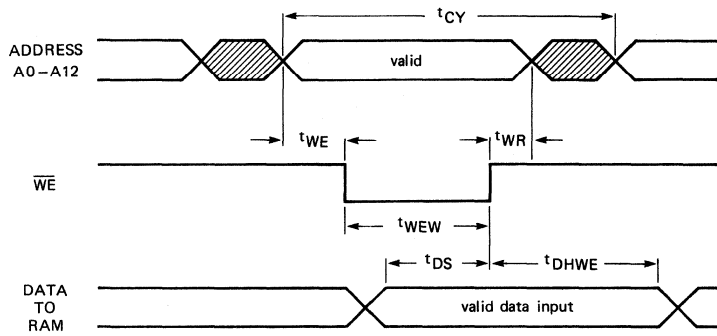 tCY
ADDRESS
A0–A12
valid
tWE
tWR
WE
tWEW
tDS
tDHWE
DATA
TO
RAM
valid data input